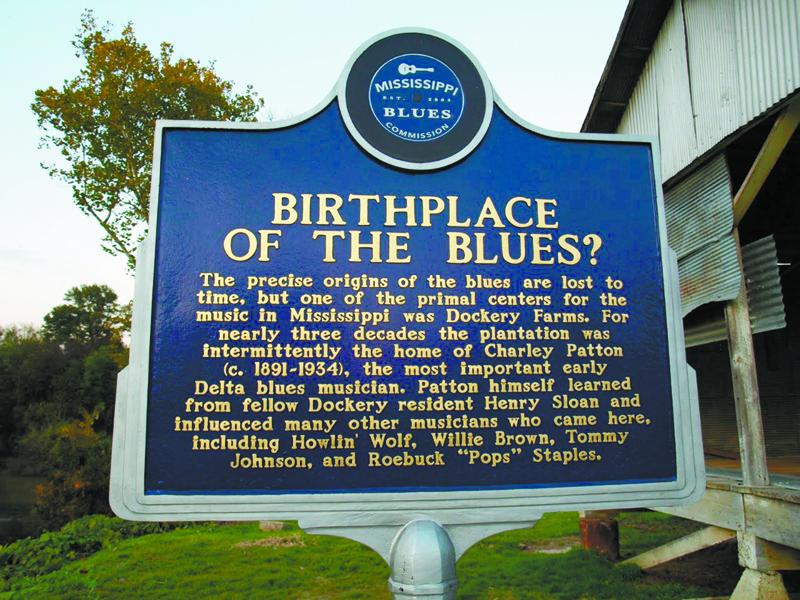 MISSISSIPPI
BLUES
COMMISSION
BIRTHPLACE
OF THE BLUES?
The precise origins of the blues are lost to
time, but one of the primal centers for the
music in Mississippi was Dockery Farms. For
nearly three decades the plantation was
intermittently the home of Charley Patton
(c. 1891-1934), the most important early
Delta blues musician. Patton himself learned
from fellow Dockery resident Henry Sloan and
influenced many other musicians who came here,
including Howlin' Wolf, Willie Brown, Tommy
Johnson, and Roebuck "Pops" Staples.